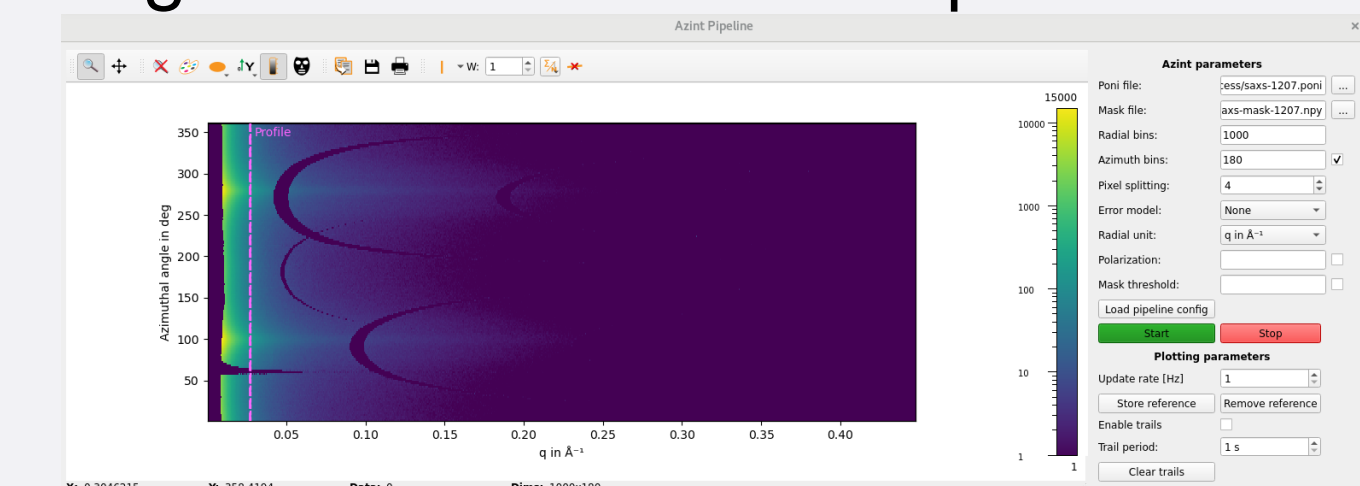 Azint Pipeline
W: 1
Azint parameters
Poni file: cess/saxs-1207.poni ...
Mask file: axs-mask-1207.npy ...
Radial bins: 1000
Azimuth bins: 180
Pixel splitting: 4
Error model: None
Radial unit: q in Å⁻¹
Polarization:
Mask threshold:
Load pipeline config
Start Stop
Plotting parameters
Update rate [Hz] 1
Store reference Remove reference
Enable trails
Trail period: 1 s
Clear trails
Profile
Azimuthal angle in deg
350
300
250
200
150
100
50
0.05 0.10 0.15 0.20 0.25 0.30 0.35 0.40
q in Å⁻¹
15000
10000
1000
100
10
1
1